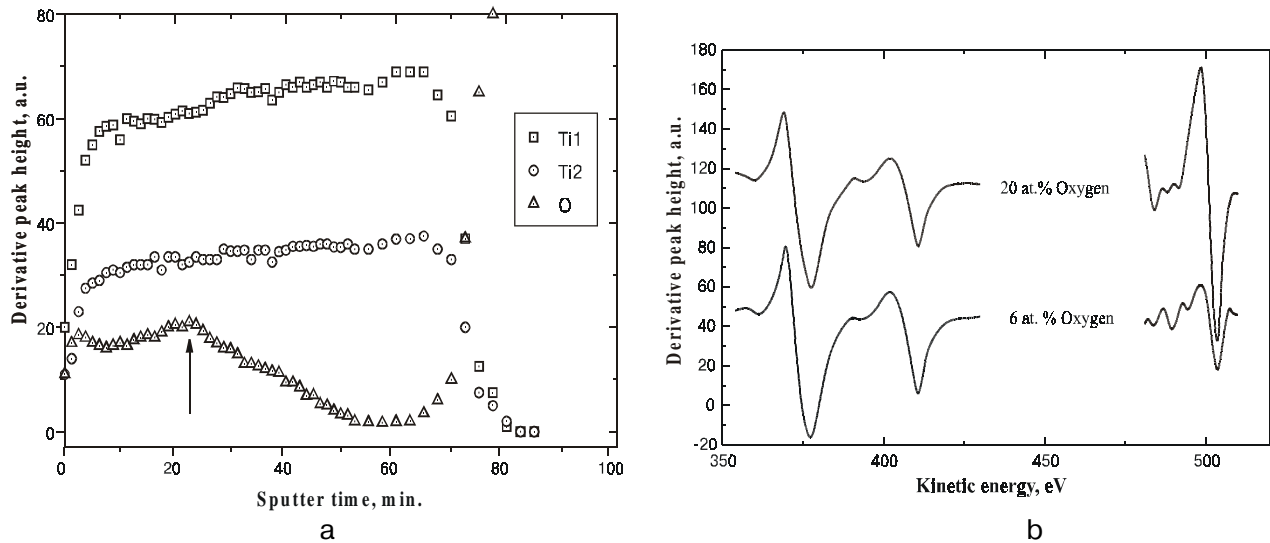 Derivative peak height, a.u.
80
60
40
20
0
0
20
40
60
80
100
Sputter time, min.
Ti1
Ti2
O
a
Derivative peak height, a.u.
180
160
140
120
100
80
60
40
20
0
-20
350
400
450
500
Kinetic energy, eV
20 at.% Oxygen
6 at. % Oxygen
b